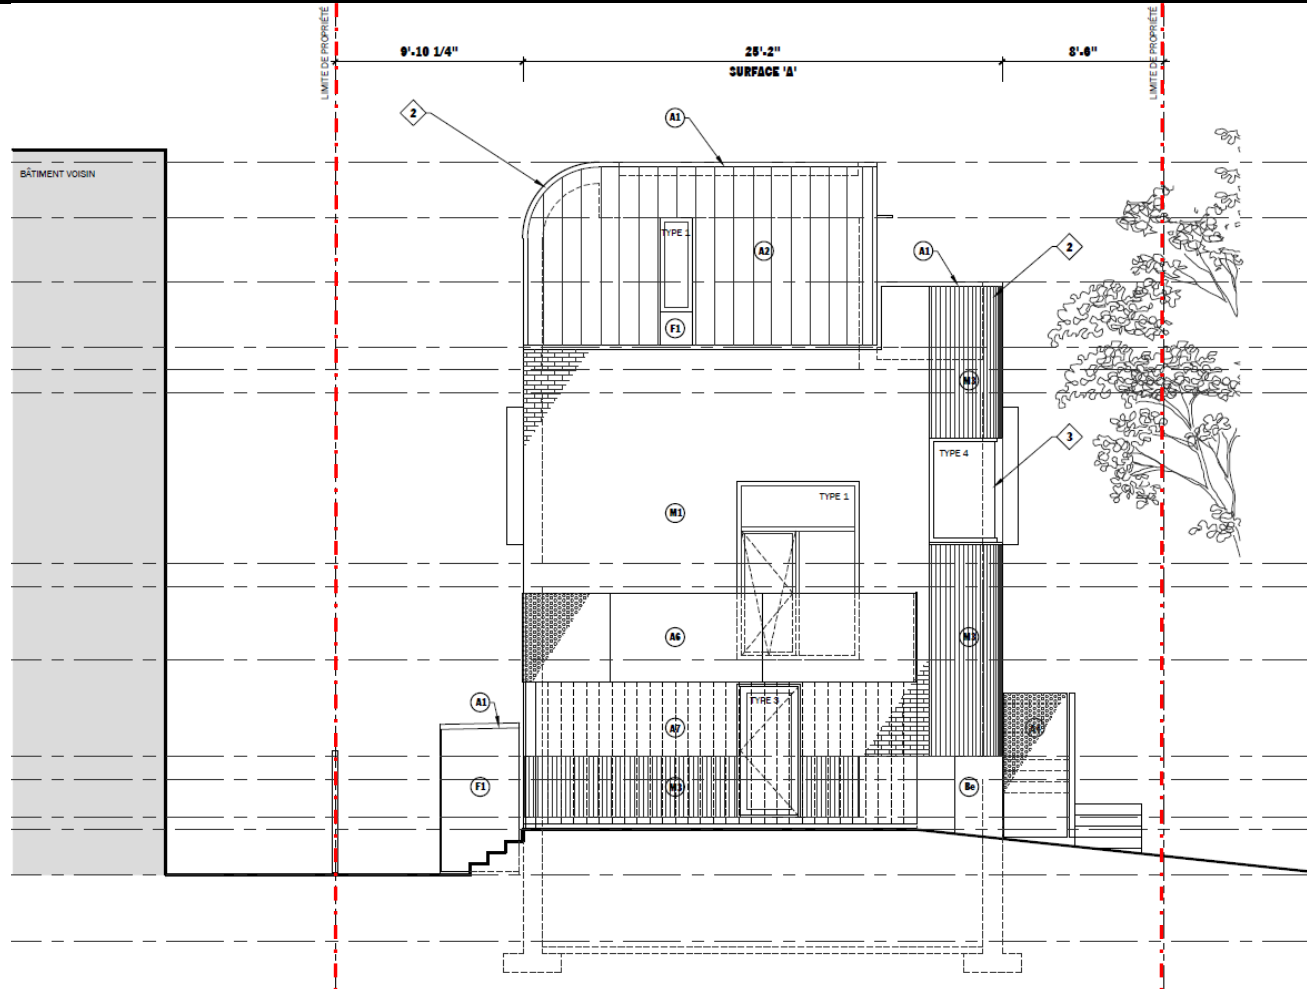 LIMITE DE PROPRIÉTÉ
9'-10 1/4"
25'-2"
SURFACE 'A'
8'-6"
LIMITE DE PROPRIÉTÉ
2
A1
BÂTIMENT VOISIN
TYPE 1
A2
A1
2
F1
M3
TYPE 4
3
TYPE 1
M1
A6
M3
A1
TYPE 3
A7
F1
M3
Be